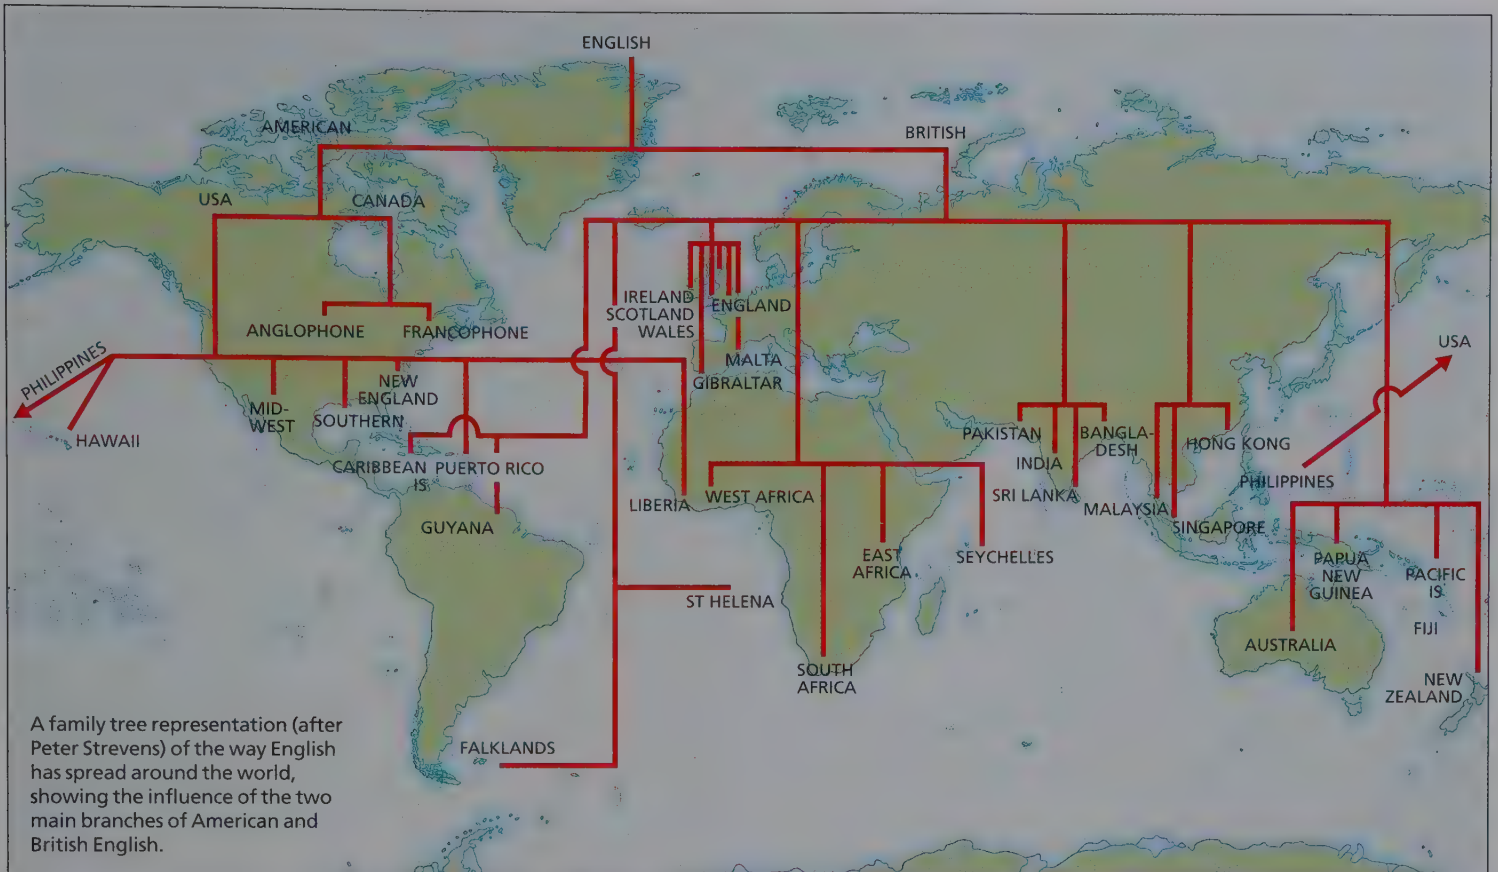 ENGLISH
AMERICAN
BRITISH
USA
CANADA
ANGLOPHONE
FRANCOPHONE
IRELAND
SCOTLAND
WALES
ENGLAND
MALTA
GIBRALTAR
USA
PHILIPPINES
HAWAII
MID-
WEST
SOUTHERN
NEW
ENGLAND
CARIBBEAN
IS
PUERTO RICO
GUYANA
LIBERIA
WEST AFRICA
EAST
AFRICA
SEYCHELLES
SOUTH
AFRICA
ST HELENA
FALKLANDS
PAKISTAN
INDIA
SRI LANKA
BANGLA-
DESH
MALAYSIA
SINGAPORE
HONG KONG
PHILIPPINES
PAPUA
NEW
GUINEA
PACIFIC
IS
FIJI
AUSTRALIA
NEW
ZEALAND
A family tree representation (after
Peter Strevens) of the way English
has spread around the world,
showing the influence of the two
main branches of American and
British English.